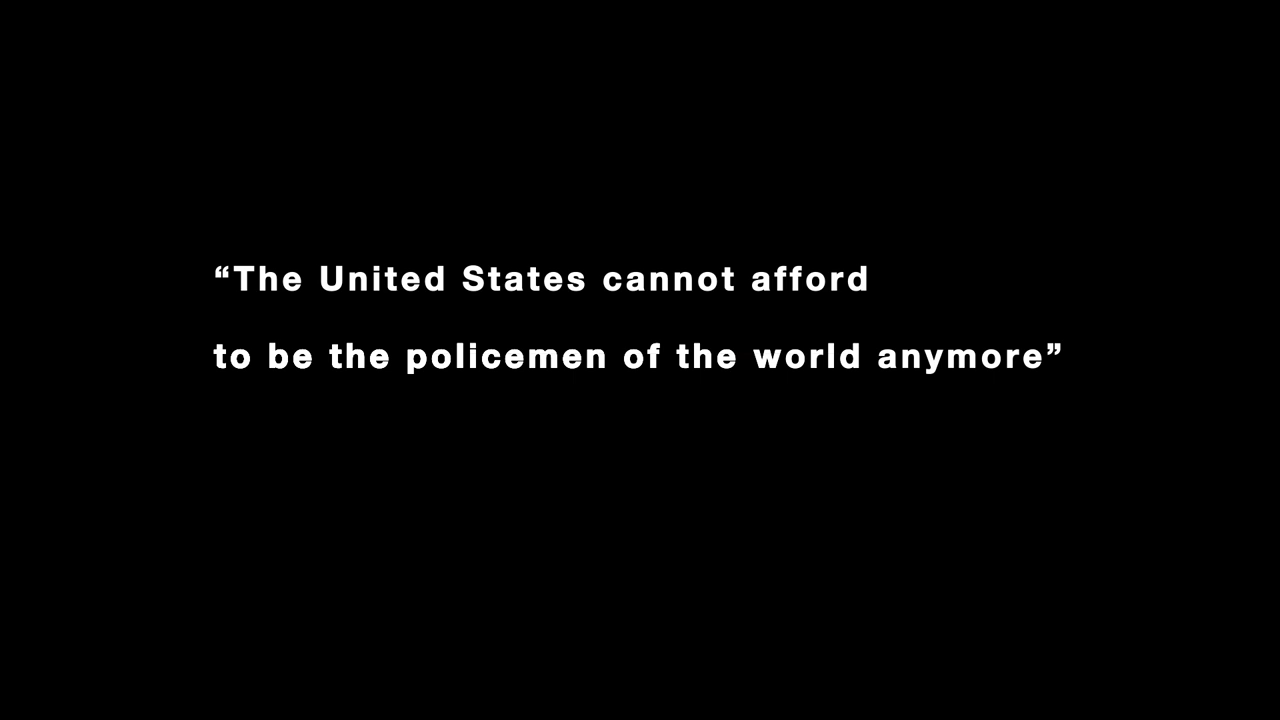 “The United States cannot afford
to be the policemen of the world anymore”